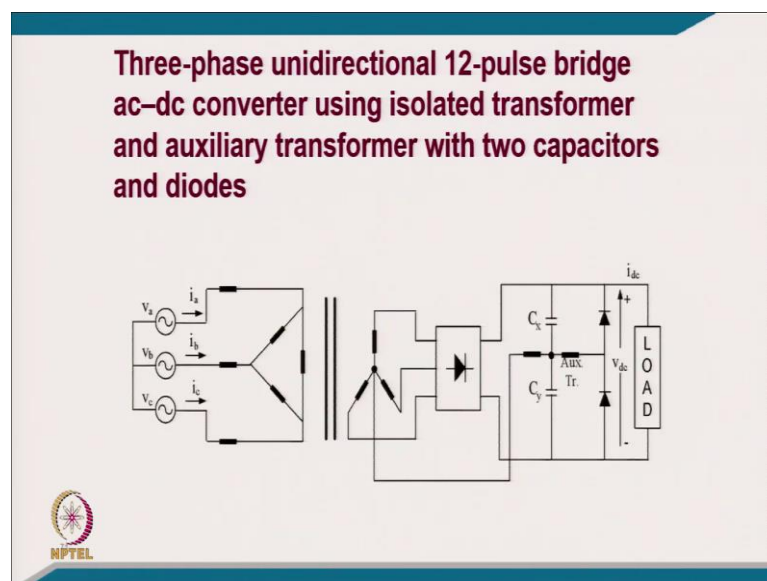 Three-phase unidirectional 12-pulse bridge
ac–dc converter using isolated transformer
and auxiliary transformer with two capacitors
and diodes
i_dc
v_a
i_a
+
C_x
v_b
i_b
L
O
A
D
Aux.
Tr.
v_dc
v_c
i_c
C_y
-
NPTEL